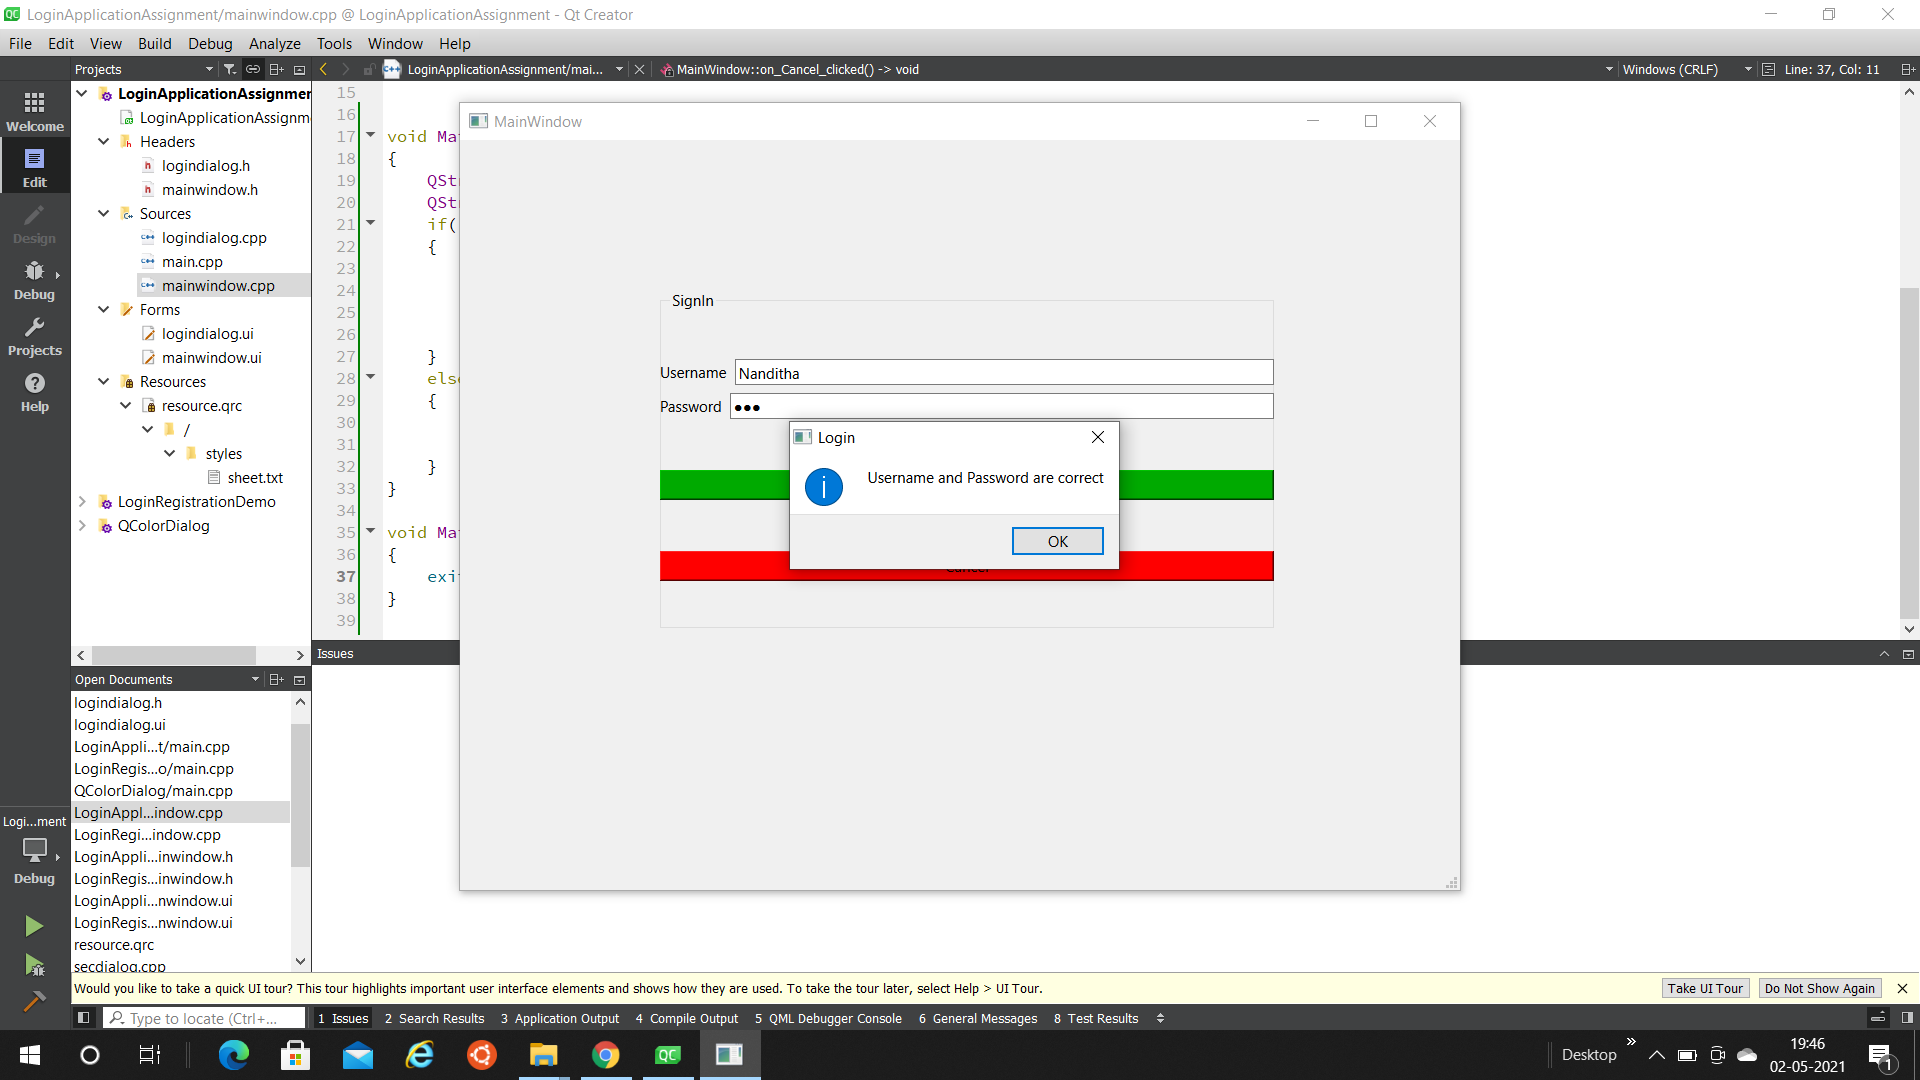 LoginApplicationAssignment/mainwindow.cpp @ LoginApplicationAssignment - Qt Creator
File Edit View Build Debug Analyze Tools Window Help
Projects
LoginApplicationAssignment/mai...
MainWindow::on_Cancel_clicked() -> void
Windows (CRLF)
Line: 37, Col: 11
Welcome
Edit
Design
Debug
Projects
Help
Logi...ment
Debug
LoginApplicationAssignmer
LoginApplicationAssignm
Headers
logindialog.h
mainwindow.h
Sources
logindialog.cpp
main.cpp
mainwindow.cpp
Forms
logindialog.ui
mainwindow.ui
Resources
resource.qrc
/
styles
sheet.txt
LoginRegistrationDemo
QColorDialog
Open Documents
logindialog.h
logindialog.ui
LoginAppli...t/main.cpp
LoginRegis...o/main.cpp
QColorDialog/main.cpp
LoginAppl...indow.cpp
LoginRegi...indow.cpp
LoginAppli...inwindow.h
LoginRegis...inwindow.h
LoginAppli...nwindow.ui
LoginRegis...nwindow.ui
resource.qrc
secdialog.cpp
15
16
17 void Ma
18 {
19 QSt
20 QSt
21 if(
22 {
23
24
25
26
27 }
28 els
29 {
30
31
32 }
33 }
34
35 void Ma
36 {
37 exi
38 }
39
Issues
MainWindow
SignIn
Username Nanditha
Password ●●●
Login
Username and Password are correct
OK
Cancel
Would you like to take a quick UI tour? This tour highlights important user interface elements and shows how they are used. To take the tour later, select Help > UI Tour.
Take UI Tour
Do Not Show Again
Type to locate (Ctrl+...
1 Issues 2 Search Results 3 Application Output 4 Compile Output 5 QML Debugger Console 6 General Messages 8 Test Results
Desktop
19:46
02-05-2021
1